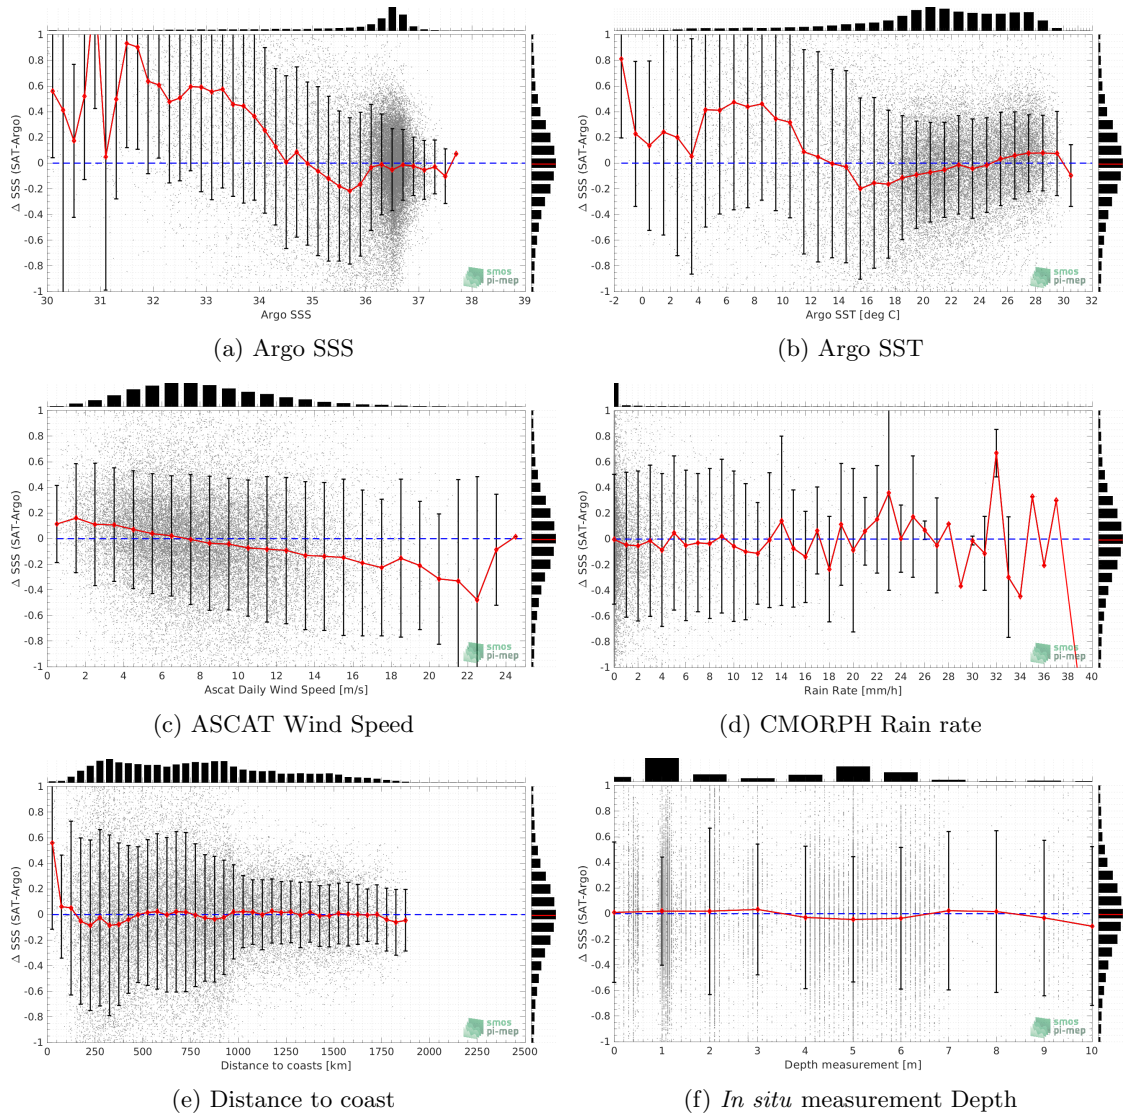 1
0.8
0.6
0.4
0.2
0
-0.2
-0.4
-0.6
-0.8
-1
Δ SSS (SAT-Argo)
30 31 32 33 34 35 36 37 38 39
Argo SSS
smos
pi-mep
(a) Argo SSS
1
0.8
0.6
0.4
0.2
0
-0.2
-0.4
-0.6
-0.8
-1
Δ SSS (SAT-Argo)
-2 0 2 4 6 8 10 12 14 16 18 20 22 24 26 28 30 32
Argo SST [deg C]
smos
pi-mep
(b) Argo SST
1
0.8
0.6
0.4
0.2
0
-0.2
-0.4
-0.6
-0.8
-1
Δ SSS (SAT-Argo)
0 2 4 6 8 10 12 14 16 18 20 22 24
Ascat Daily Wind Speed [m/s]
smos
pi-mep
(c) ASCAT Wind Speed
1
0.8
0.6
0.4
0.2
0
-0.2
-0.4
-0.6
-0.8
-1
Δ SSS (SAT-Argo)
0 2 4 6 8 10 12 14 16 18 20 22 24 26 28 30 32 34 36 38 40
Rain Rate [mm/h]
smos
pi-mep
(d) CMORPH Rain rate
1
0.8
0.6
0.4
0.2
0
-0.2
-0.4
-0.6
-0.8
-1
Δ SSS (SAT-Argo)
0 250 500 750 1000 1250 1500 1750 2000 2250 2500
Distance to coasts [km]
smos
pi-mep
(e) Distance to coast
1
0.8
0.6
0.4
0.2
0
-0.2
-0.4
-0.6
-0.8
-1
Δ SSS (SAT-Argo)
0 1 2 3 4 5 6 7 8 9 10
Depth measurement [m]
smos
pi-mep
(f) In situ measurement Depth